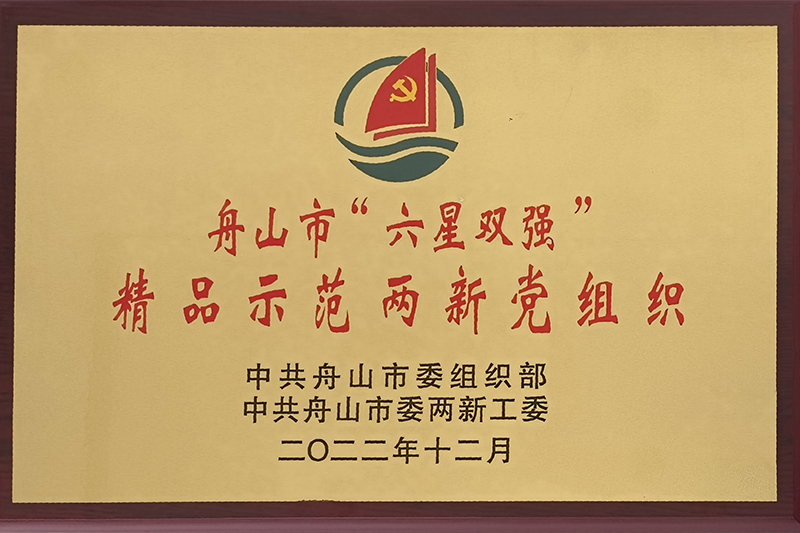 舟山市“六星双强”
精品示范两新党组织
中共舟山市委组织部
中共舟山市委两新工委
二〇二二年十二月